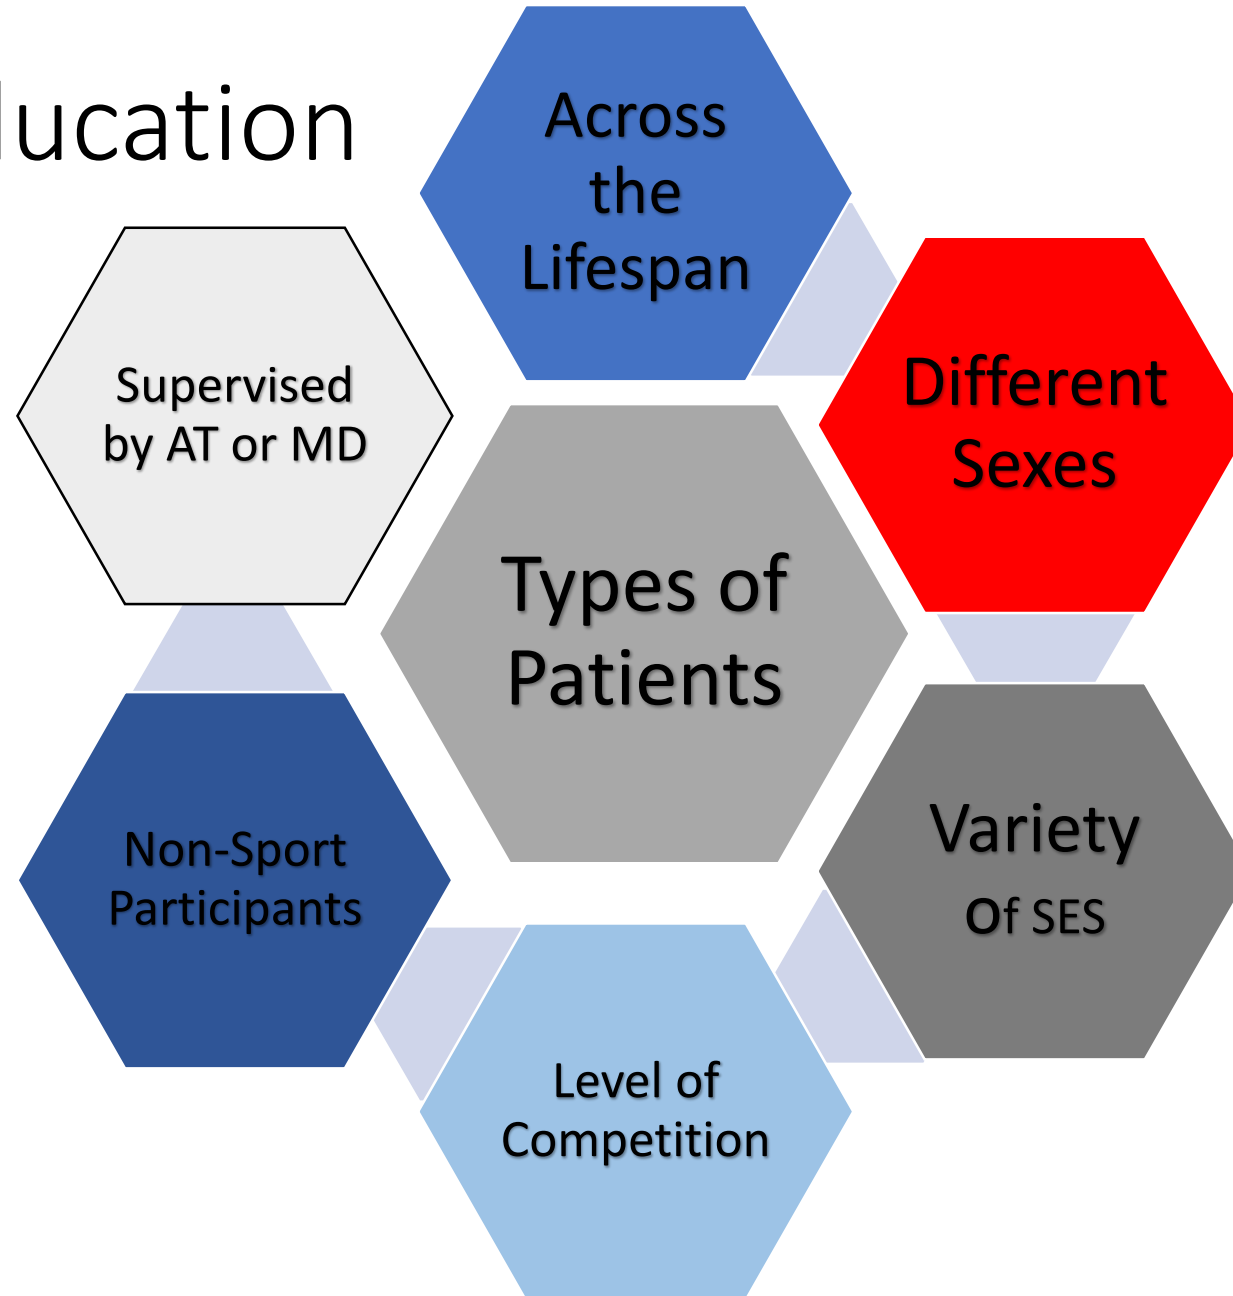 ducation
Across
the
Lifespan
Different
Sexes
Variety
Of SES
Level of
Competition
Non-Sport
Participants
Supervised
by AT or MD
Types of
Patients